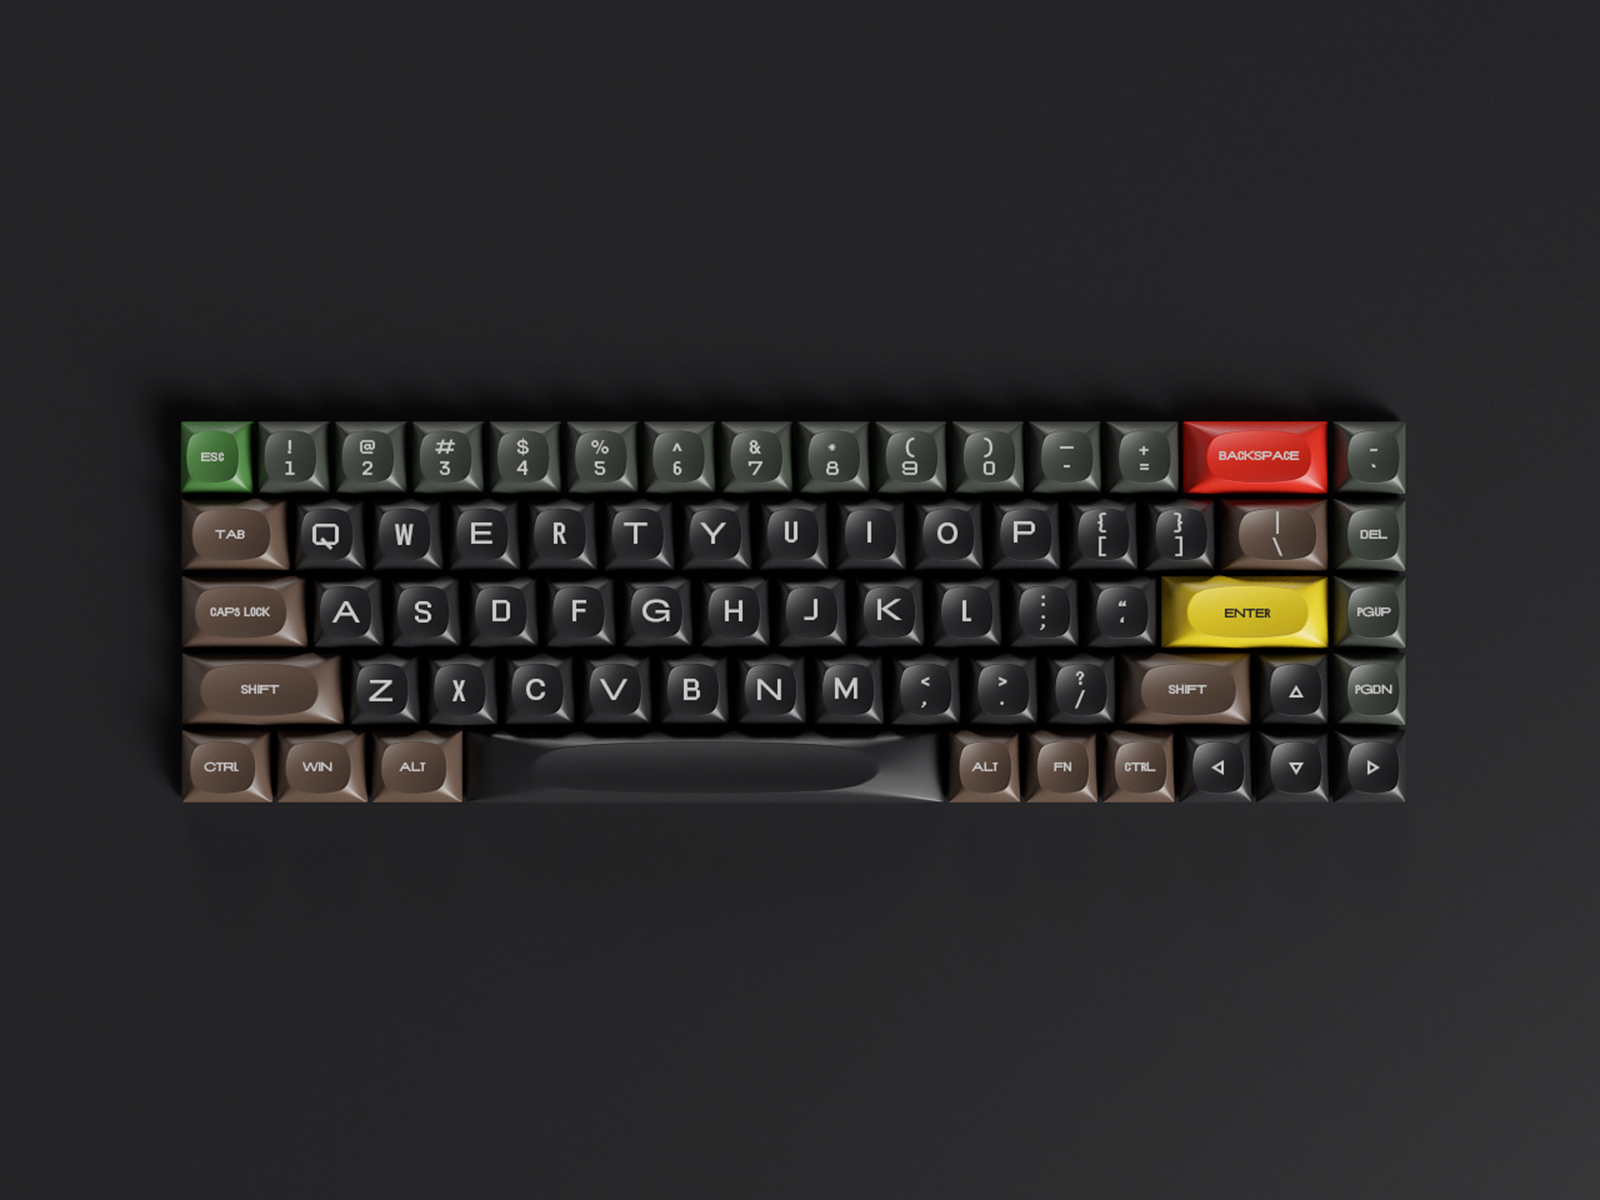 ESC ! 1 @ 2 # 3 $ 4 % 5 ^ 6 & 7 * 8 ( 9 ) 0 — - + = BACKSPACE ~ `
TAB Q W E R T Y U I O P { [ } ] | \ DEL
CAPS LOCK A S D F G H J K L : ; “ ‘ ENTER PGUP
SHIFT Z X C V B N M < , > . ? / SHIFT PGDN
CTRL WIN ALT ALT FN CTRL